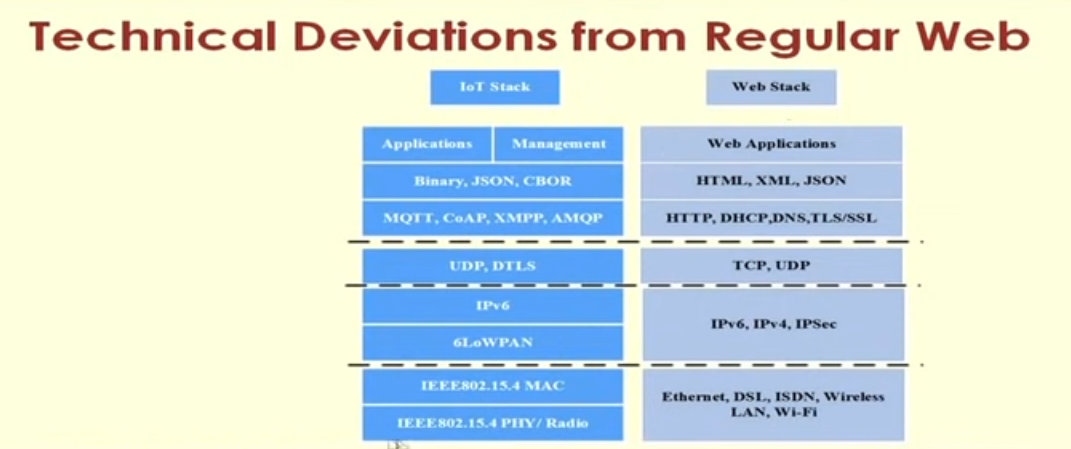 Technical Deviations from Regular Web
IoT Stack
Web Stack
Applications
Management
Web Applications
Binary, JSON, CBOR
HTML, XML, JSON
MQTT, CoAP, XMPP, AMQP
HTTP, DHCP,DNS,TLS/SSL
UDP, DTLS
TCP, UDP
IPv6
IPv6, IPv4, IPSec
6LoWPAN
IEEE802.15.4 MAC
Ethernet, DSL, ISDN, Wireless
LAN, Wi-Fi
IEEE802.15.4 PHY/ Radio